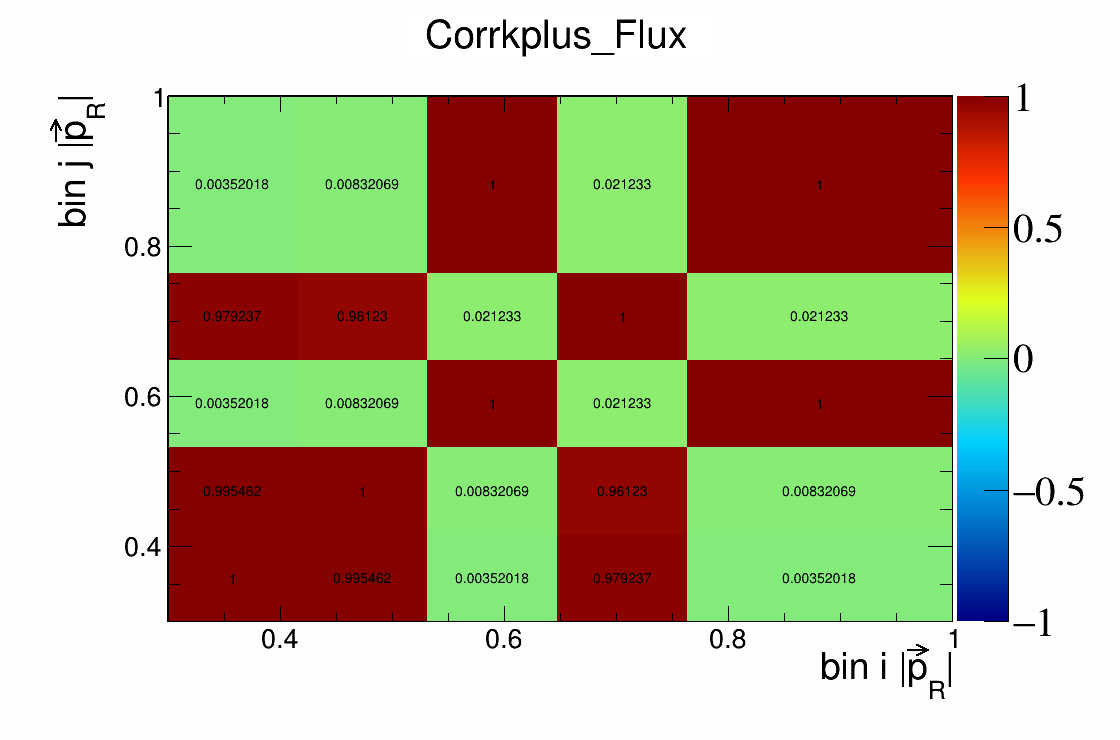 Corrkplus_Flux
bin j |p⃗_R|
1
0.8
0.6
0.4
0.00352018 0.00832069 1 0.021233 1
0.979237 0.96123 0.021233 1 0.021233
0.00352018 0.00832069 1 0.021233 1
0.995462 1 0.00832069 0.96123 0.00832069
1 0.995462 0.00352018 0.979237 0.00352018
0.4 0.6 0.8 1
bin i |p⃗_R|
1
0.5
0
−0.5
−1